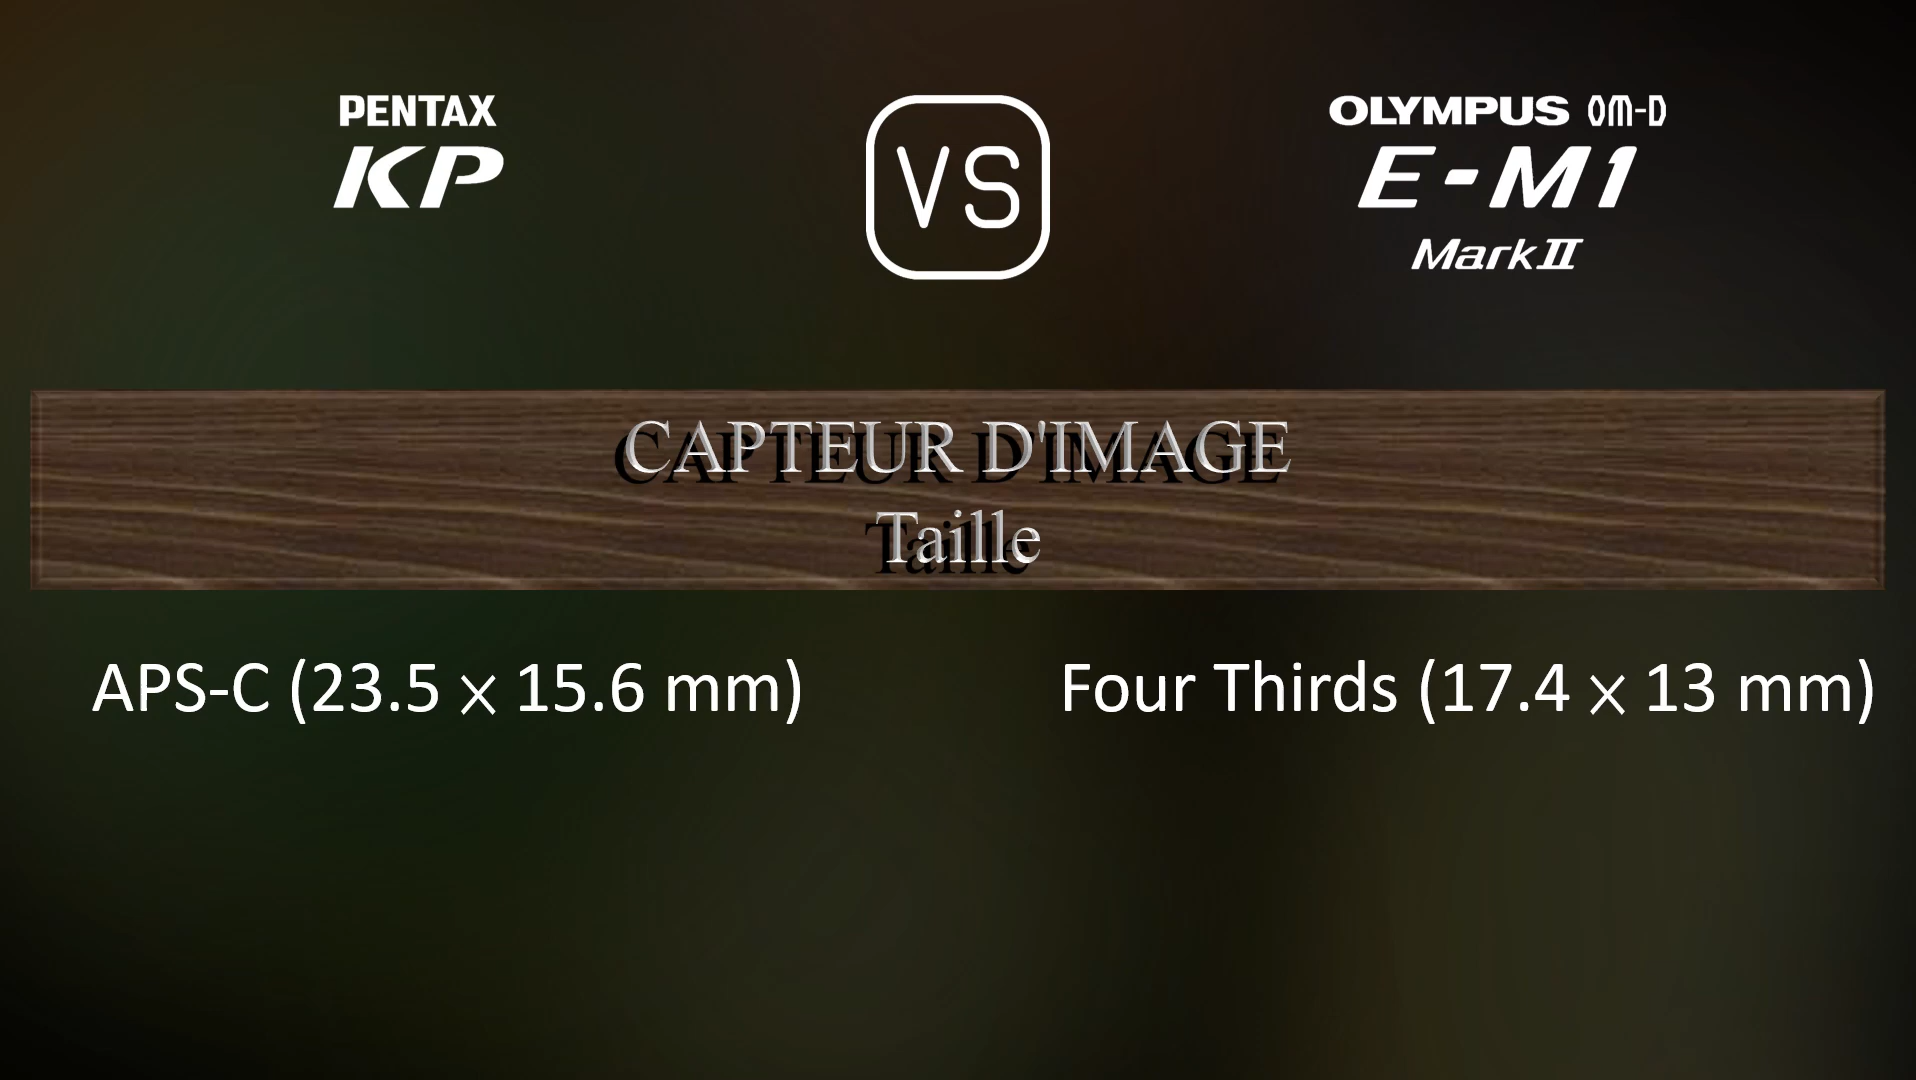 PENTAX
KP
VS
OLYMPUS OM-D
E-M1
Mark II
CAPTEUR D'IMAGE
Taille
APS-C (23.5 x 15.6 mm)
Four Thirds (17.4 x 13 mm)